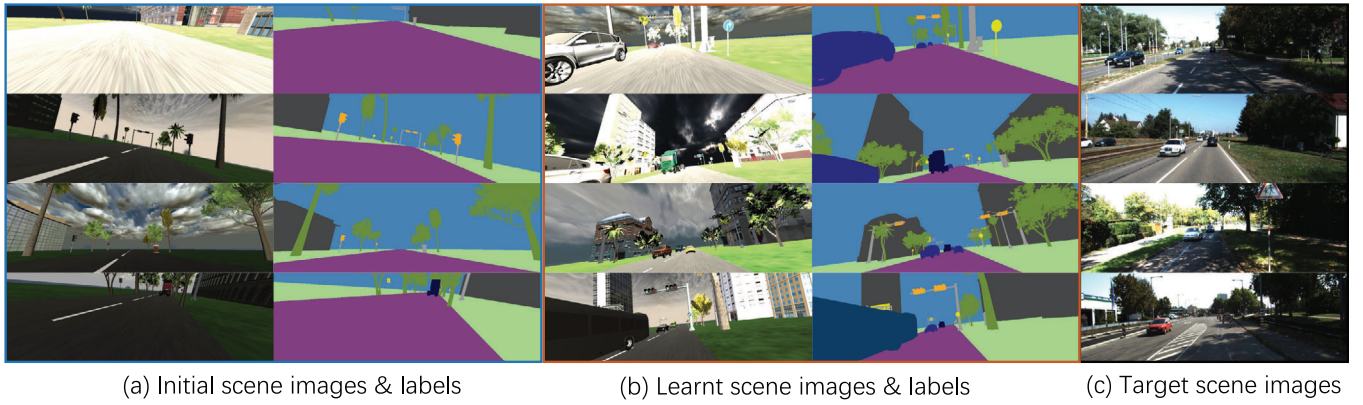 (a) Initial scene images & labels
(b) Learnt scene images & labels
(c) Target scene images